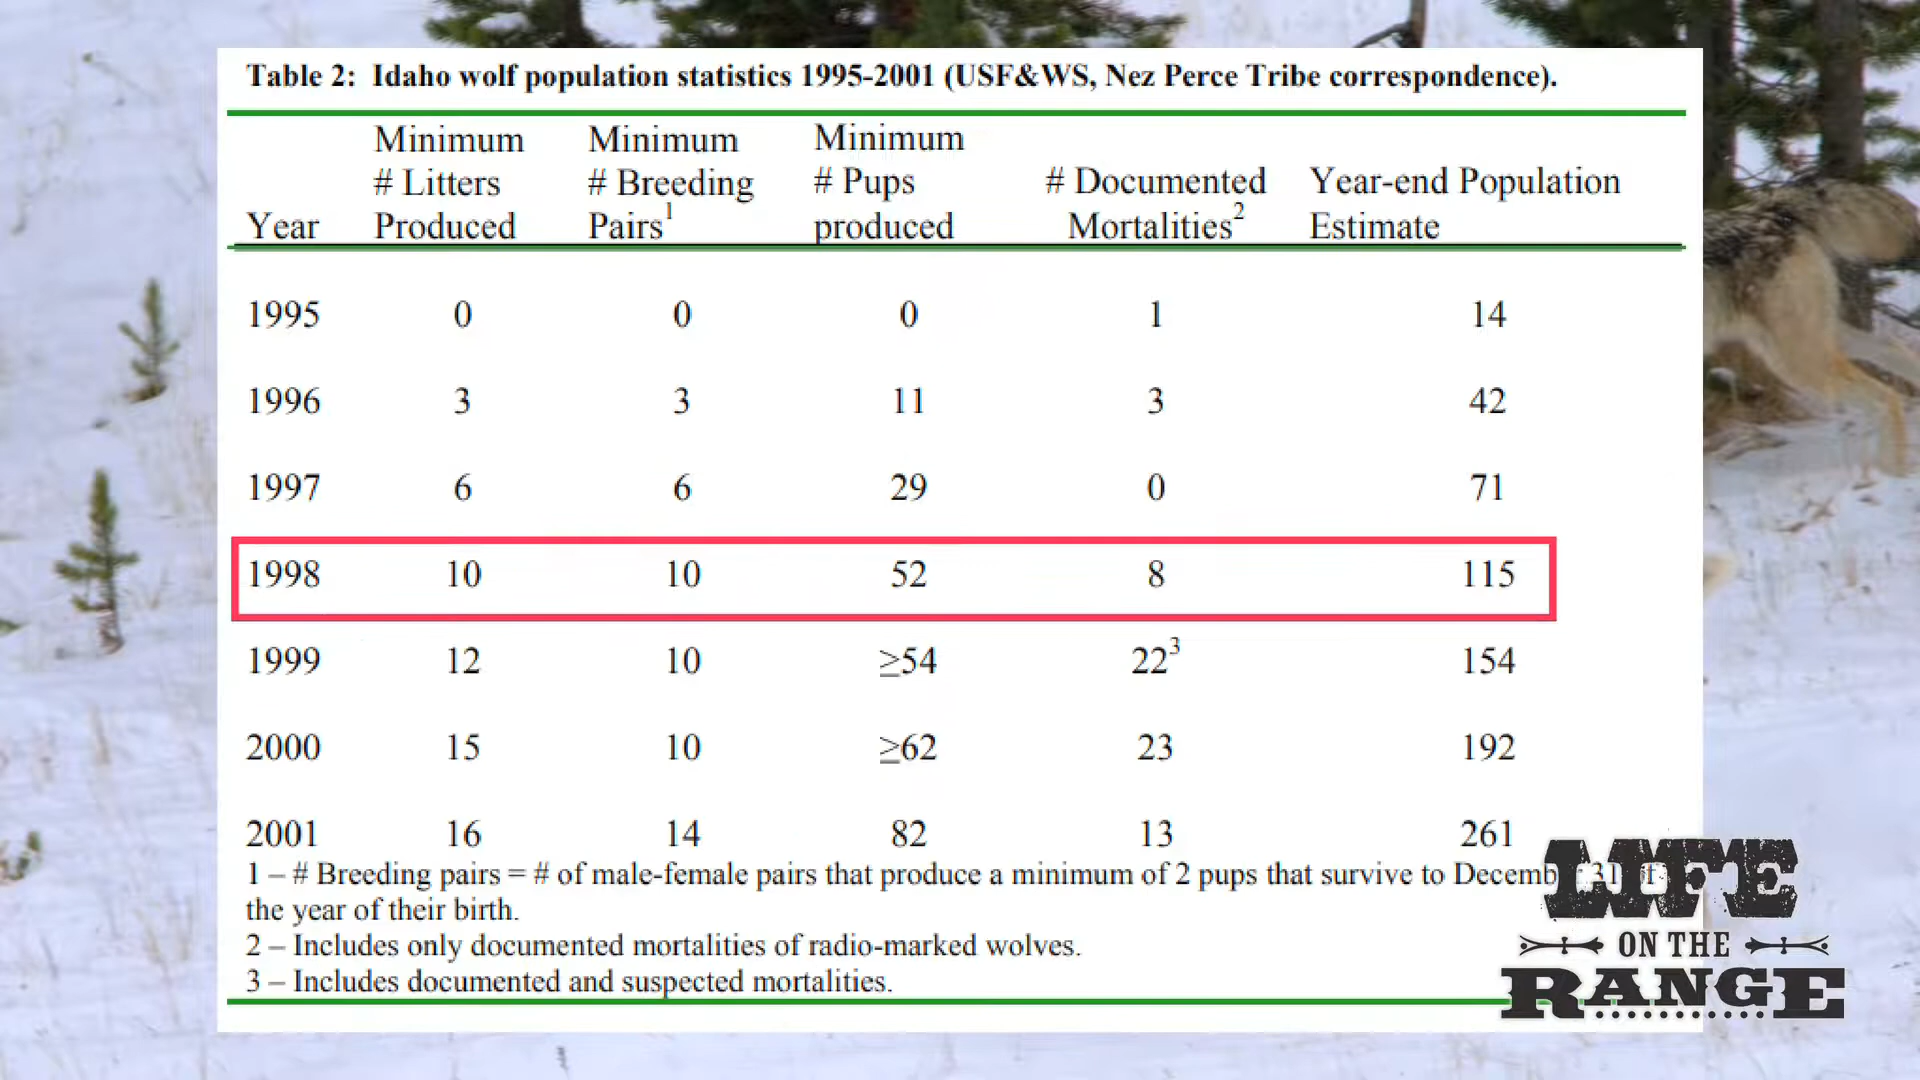 Table 2: Idaho wolf population statistics 1995-2001 (USF&WS, Nez Perce Tribe correspondence).
Year Minimum # Litters Produced Minimum # Breeding Pairs1 Minimum # Pups produced # Documented Mortalities2 Year-end Population Estimate
1995 0 0 0 1 14
1996 3 3 11 3 42
1997 6 6 29 0 71
1998 10 10 52 8 115
1999 12 10 ≥54 22³ 154
2000 15 10 ≥62 23 192
2001 16 14 82 13 261
1 – # Breeding pairs = # of male-female pairs that produce a minimum of 2 pups that survive to December 31 of
the year of their birth.
2 – Includes only documented mortalities of radio-marked wolves.
3 – Includes documented and suspected mortalities.
LIFE
ON THE
RANGE